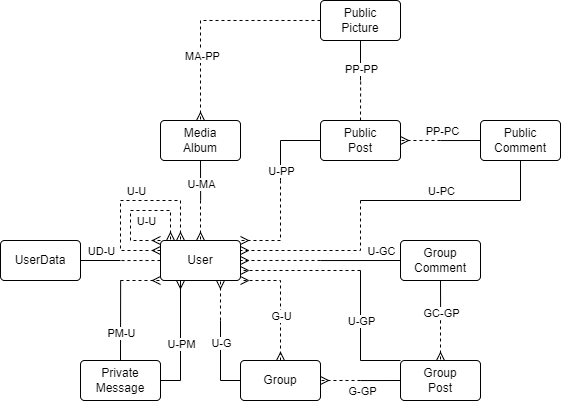 Public
Picture
MA-PP
PP-PP
Media
Album
Public
Post
PP-PC
Public
Comment
U-PP
U-MA
U-U
U-PC
U-U
UserData
UD-U
User
U-GC
Group
Comment
G-U
U-GP
GC-GP
PM-U
U-PM
U-G
Private
Message
Group
G-GP
Group
Post